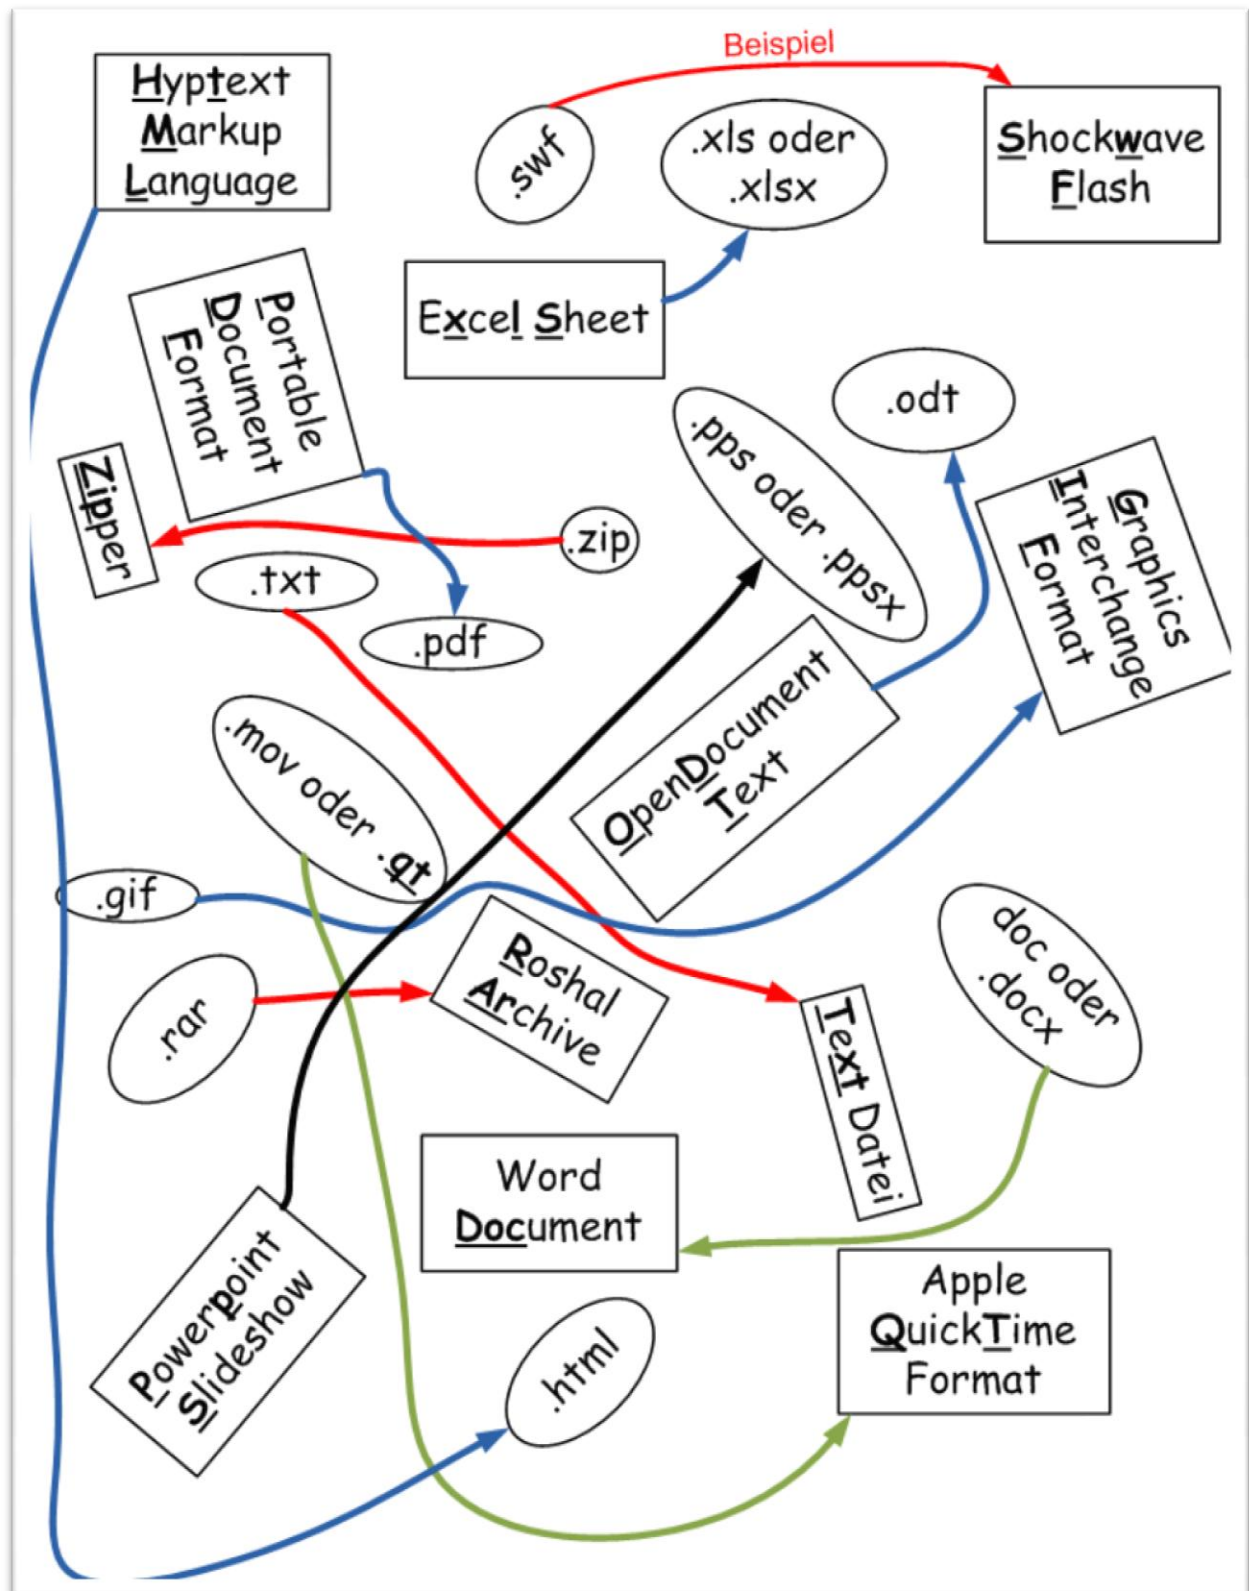 Beispiel
Hyptext
Markup
Language
.swf
.xls oder
.xlsx
Shockwave
Flash
Excel Sheet
Portable
Document
Format
.odt
.pps oder .ppsx
Graphics
Interchange
Format
Zipper
.zip
.txt
.pdf
OpenDocument
Text
.mov oder .qt
.gif
doc oder
.docx
Roshal
Archive
.rar
Text Datei
Word
Document
Powerpoint
Slideshow
Apple
QuickTime
Format
.html